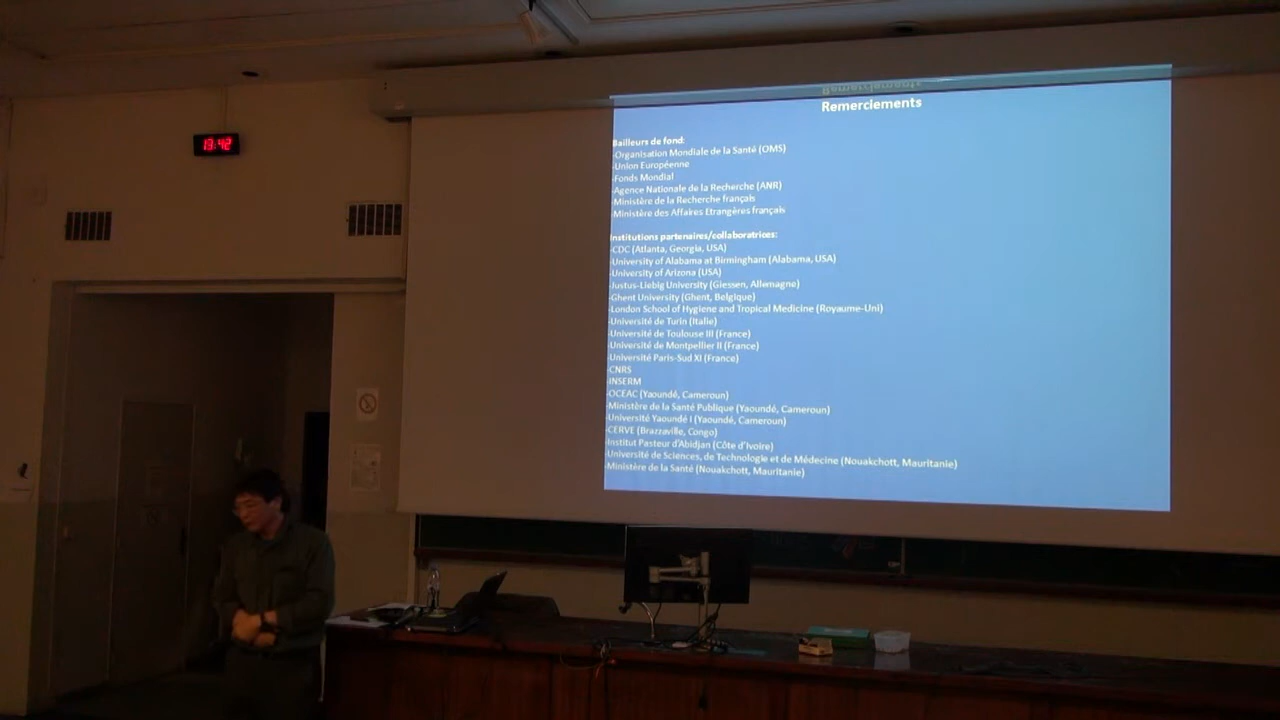 19:42
Remerciements
Bailleurs de fond:
-Organisation Mondiale de la Santé (OMS)
-Union Européenne
-Fonds Mondial
-Agence Nationale de la Recherche (ANR)
-Ministère de la Recherche français
-Ministère des Affaires Etrangères français
Institutions partenaires/collaboratrices:
-CDC (Atlanta, Georgia, USA)
-University of Alabama at Birmingham (Alabama, USA)
-University of Arizona (USA)
-Justus-Liebig University (Giessen, Allemagne)
-Ghent University (Ghent, Belgique)
-London School of Hygiene and Tropical Medicine (Royaume-Uni)
-Université de Turin (Italie)
-Université de Toulouse III (France)
-Université de Montpellier II (France)
-Université Paris-Sud XI (France)
-CNRS
-INSERM
-OCEAC (Yaoundé, Cameroun)
-Ministère de la Santé Publique (Yaoundé, Cameroun)
-Université Yaoundé I (Yaoundé, Cameroun)
-CERVE (Brazzaville, Congo)
-Institut Pasteur d'Abidjan (Côte d'Ivoire)
-Université de Sciences, de Technologie et de Médecine (Nouakchott, Mauritanie)
-Ministère de la Santé (Nouakchott, Mauritanie)